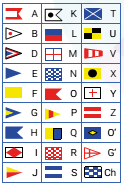 A K T
B L U
D M V
E N X
F O Y
G P Z
H Q O'
I R G'
J S Ch